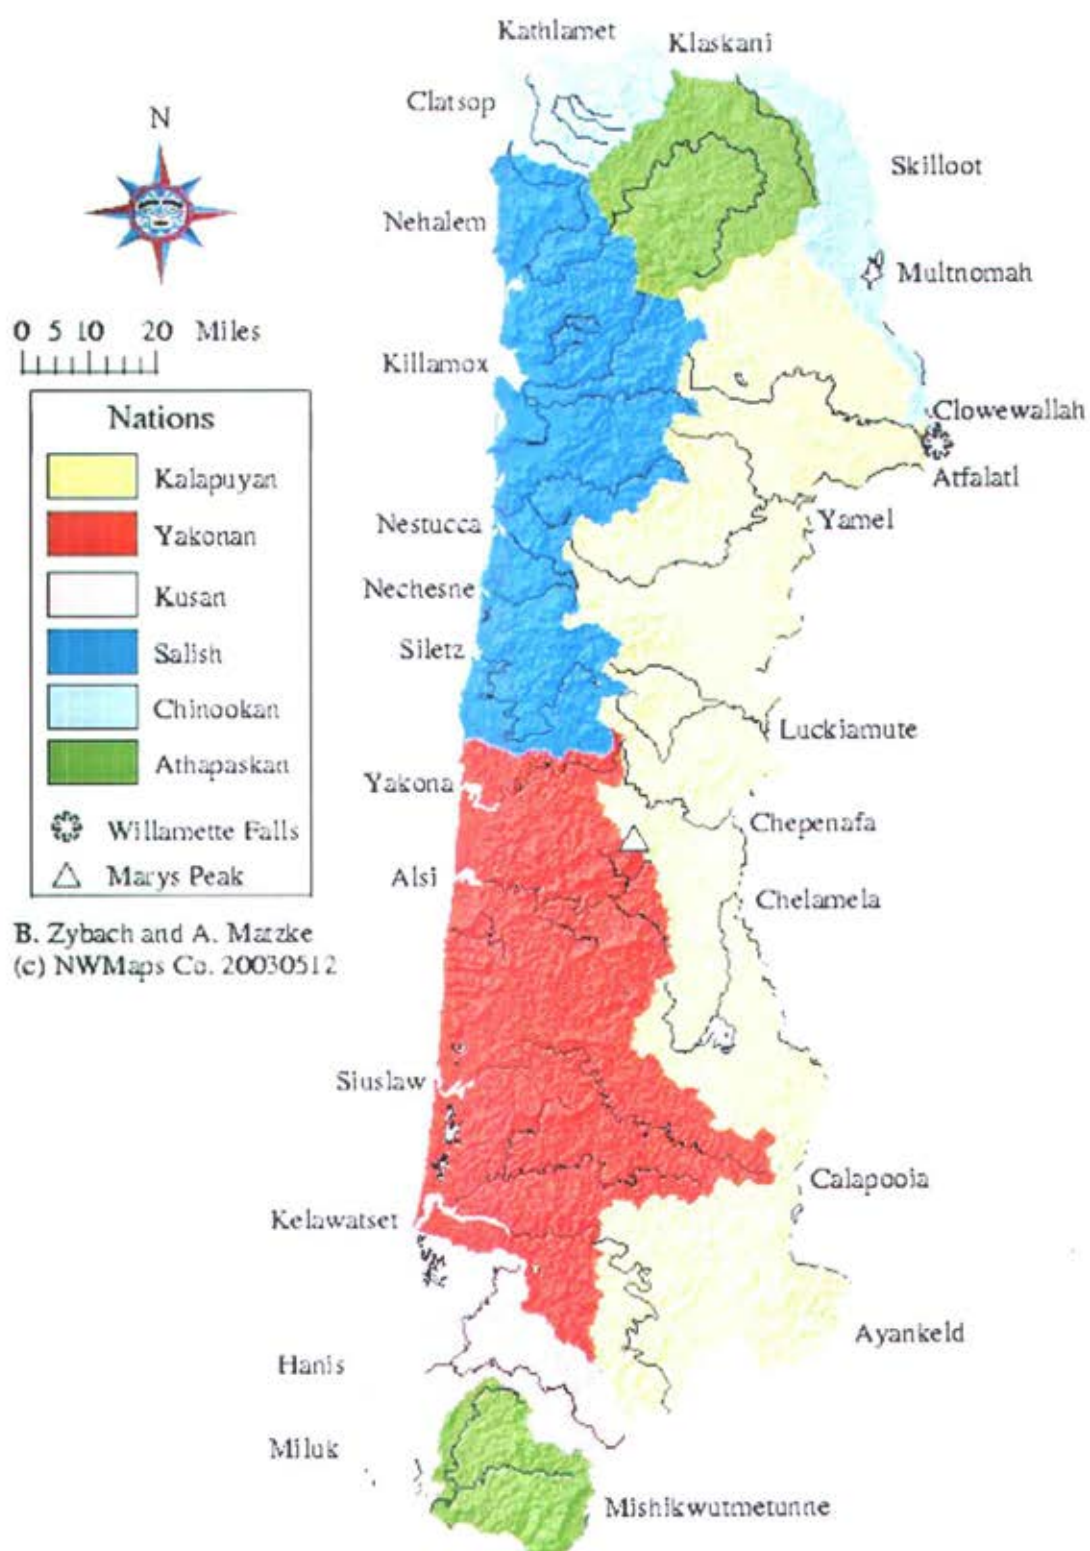 Kathlamet
Klaskani
Clatsop
N
Skilloot
Nehalem
Multnomah
0 5 10 20 Miles
Killamox
Nations
Clowewallah
Kalapuyan
Atfalatl
Nestucca
Yamel
Yakonan
Nechesne
Kusan
Siletz
Salish
Chinookan
Luckiamute
Athapaskan
Yakona
Willamette Falls
Chepenafa
Marys Peak
Alsi
Chelamela
B. Zybach and A. Matzke
(c) NWMaps Co. 20030512
Siuslaw
Calapooia
Kelawatset
Ayankeld
Hanis
Miluk
Mishikwutmetunne